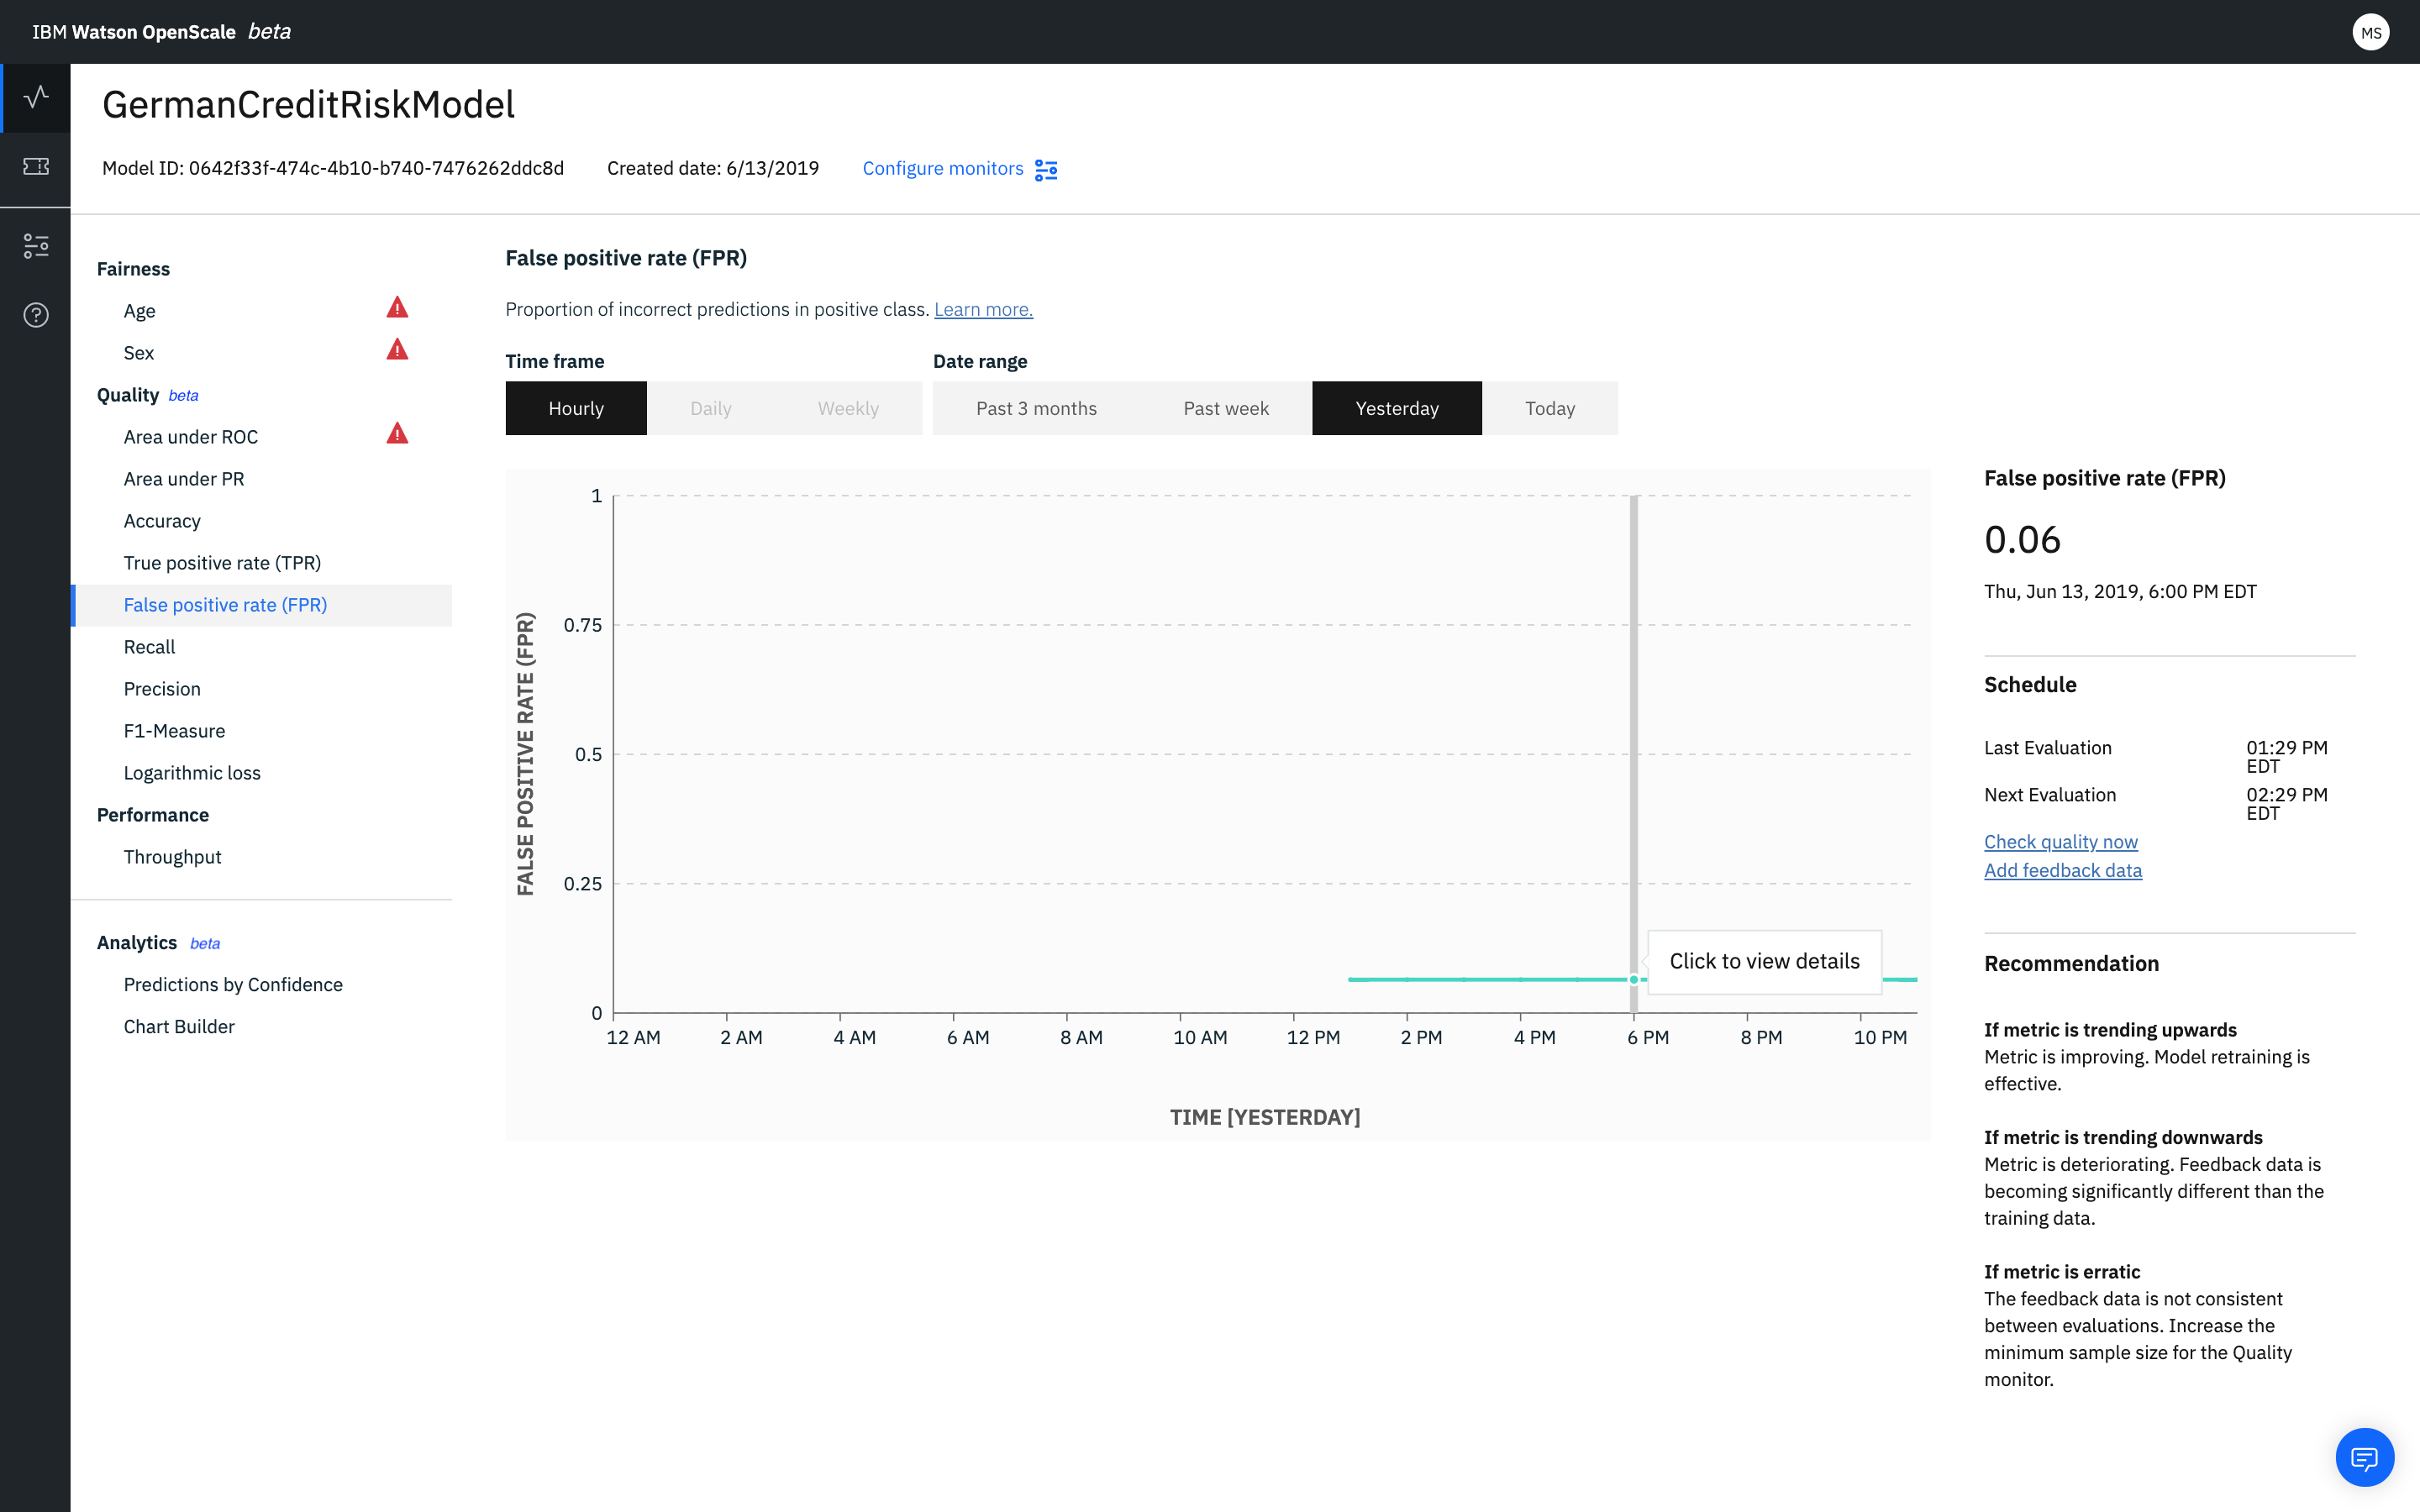 IBM Watson OpenScale beta
MS
GermanCreditRiskModel
Model ID: 0642f33f-474c-4b10-b740-7476262ddc8d Created date: 6/13/2019 Configure monitors
Fairness
Age
Sex
Quality beta
Area under ROC
Area under PR
Accuracy
True positive rate (TPR)
False positive rate (FPR)
Recall
Precision
F1-Measure
Logarithmic loss
Performance
Throughput
Analytics beta
Predictions by Confidence
Chart Builder
False positive rate (FPR)
Proportion of incorrect predictions in positive class. Learn more.
Time frame
Hourly Daily Weekly
Date range
Past 3 months Past week Yesterday Today
FALSE POSITIVE RATE (FPR)
1
0.75
0.5
0.25
0
Click to view details
12 AM 2 AM 4 AM 6 AM 8 AM 10 AM 12 PM 2 PM 4 PM 6 PM 8 PM 10 PM
TIME [YESTERDAY]
False positive rate (FPR)
0.06
Thu, Jun 13, 2019, 6:00 PM EDT
Schedule
Last Evaluation 01:29 PM
EDT
Next Evaluation 02:29 PM
EDT
Check quality now
Add feedback data
Recommendation
If metric is trending upwards
Metric is improving. Model retraining is
effective.
If metric is trending downwards
Metric is deteriorating. Feedback data is
becoming significantly different than the
training data.
If metric is erratic
The feedback data is not consistent
between evaluations. Increase the
minimum sample size for the Quality
monitor.